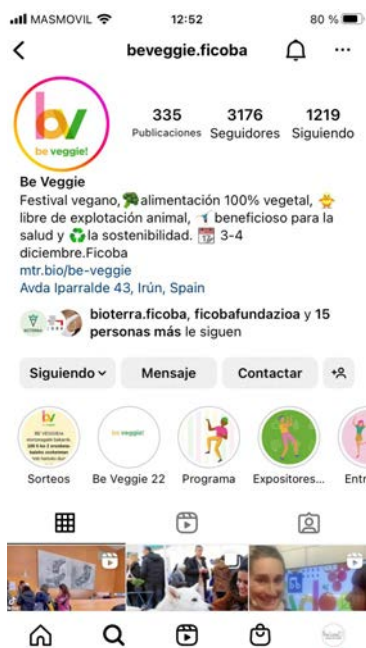 MASMOVIL 12:52 80 %
beveggie.ficoba
bv
be veggie!
335 3176 1219
Publicaciones Seguidores Siguiendo
Be Veggie
Festival vegano, 🥦alimentación 100% vegetal, 🐥
libre de explotación animal, beneficioso para la
salud y ♻️la sostenibilidad. 📆 3-4
diciembre.Ficoba
mtr.bio/be-veggie
Avda Iparralde 43, Irún, Spain
bioterra.ficoba, ficobafundazioa y 15
personas más le siguen
Siguiendo Mensaje Contactar
bv
be veggie!
Sorteos Be Veggie 22 Programa Expositores... Entr